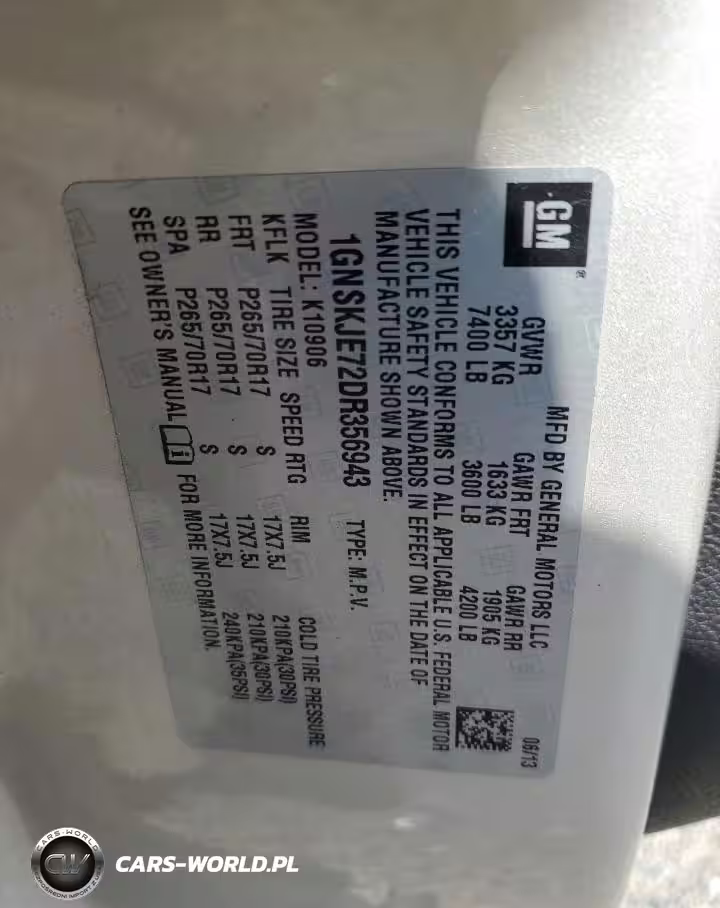 GM®
MFD BY GENERAL MOTORS LLC 06/13
GVWR GAWR FRT GAWR RR
3357 KG 1633 KG 1905 KG
7400 LB 3600 LB 4200 LB
THIS VEHICLE CONFORMS TO ALL APPLICABLE U.S. FEDERAL MOTOR
VEHICLE SAFETY STANDARDS IN EFFECT ON THE DATE OF
MANUFACTURE SHOWN ABOVE.
1GNSKJE72DR356943 TYPE: M.P.V.
MODEL: K10906
KFLK TIRE SIZE SPEED RTG RIM COLD TIRE PRESSURE
FRT P265/70R17 S 17X7.5J 210KPA(30PSI)
RR P265/70R17 S 17X7.5J 210KPA(30PSI)
SPA P265/70R17 S 17X7.5J 240KPA(35PSI)
SEE OWNER'S MANUAL FOR MORE INFORMATION.
CARS-WORLD
CW
CARS-WORLD.PL